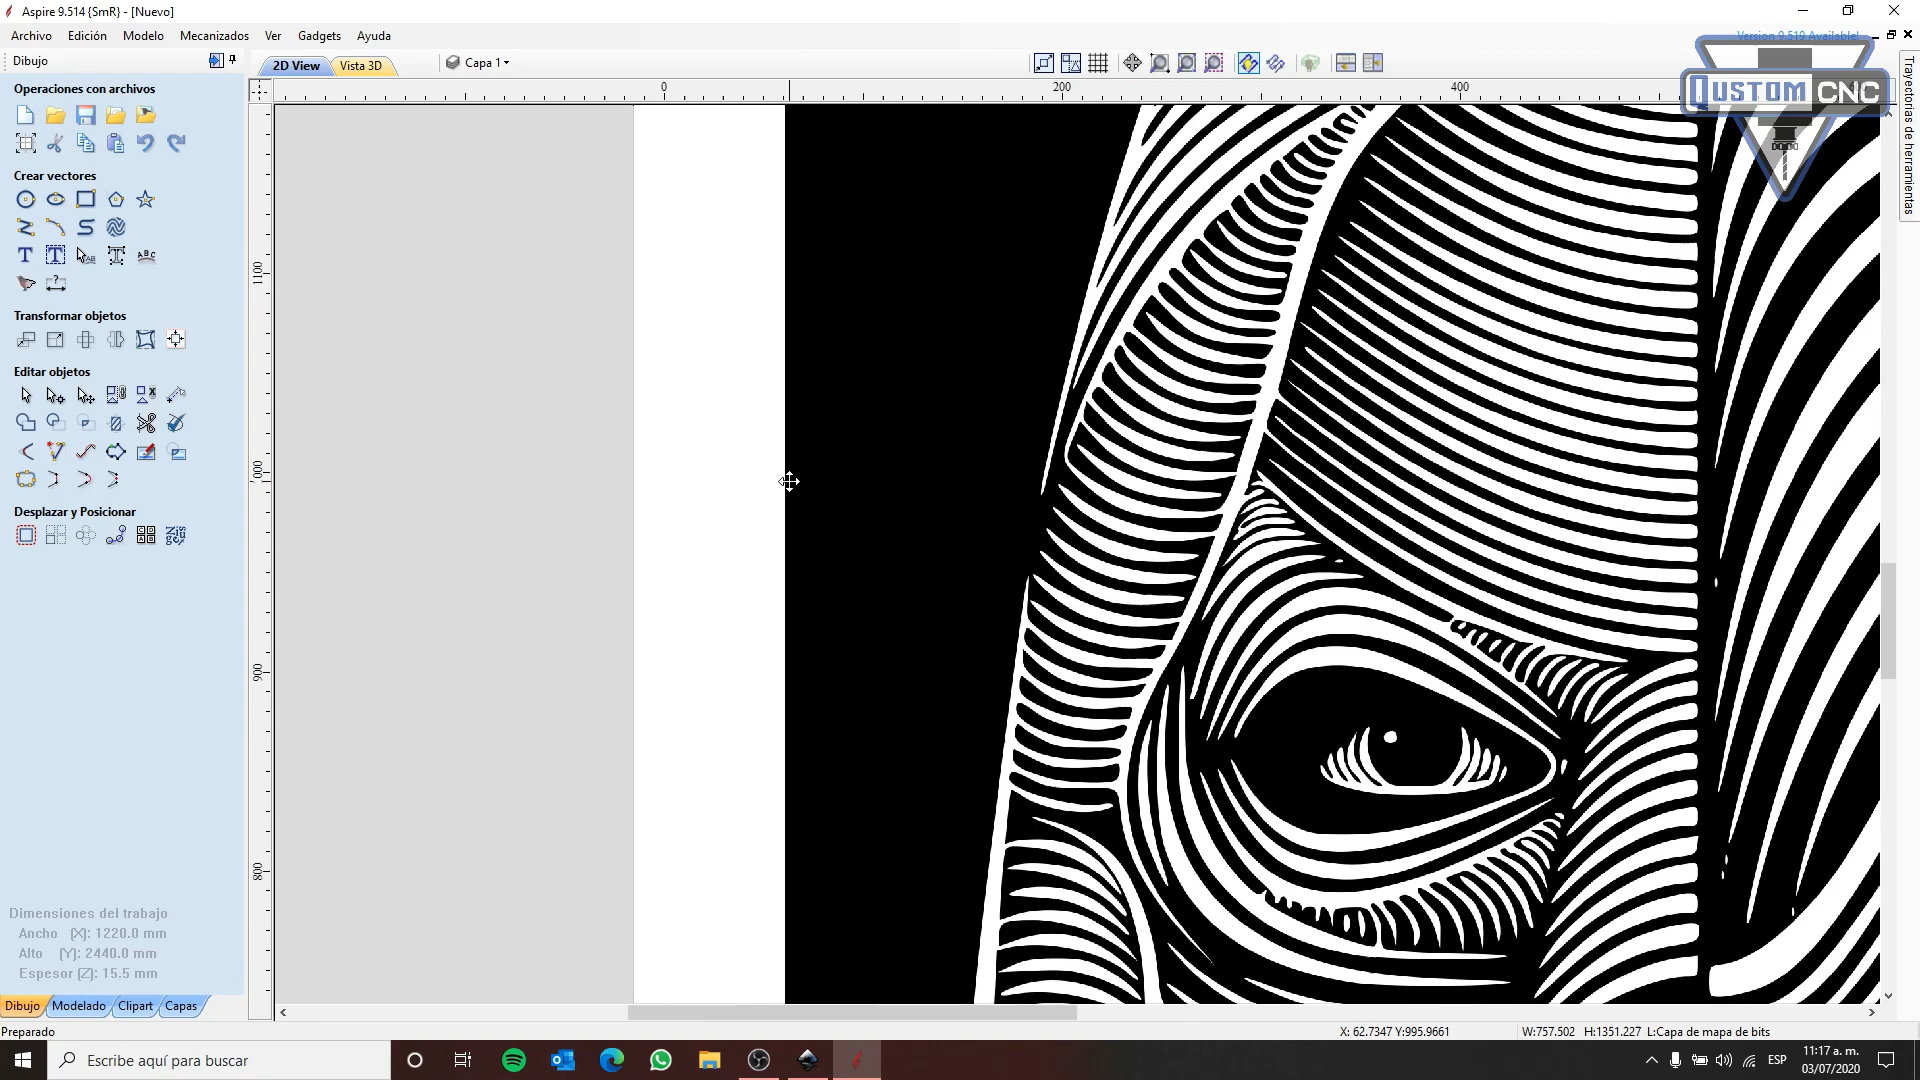 Aspire 9.514 {SmR} - [Nuevo]
Archivo Edición Modelo Mecanizados Ver Gadgets Ayuda
Version 9.519 Available!
Dibujo
2D View Vista 3D Capa 1
QUSTOM CNC
Trayectorias de herramientas
Operaciones con archivos
0 200 400
Crear vectores
1100
Transformar objetos
Editar objetos
Desplazar y Posicionar
900
800
Dimensiones del trabajo
Ancho (X): 1220.0 mm
Alto (Y): 2440.0 mm
Espesor (Z): 15.5 mm
Dibujo Modelado Clipart Capas
Preparado
X: 62.7347 Y:995.9661
W:757.502 H:1351.227 L:Capa de mapa de bits
Escribe aquí para buscar
ESP
11:17 a. m.
03/07/2020